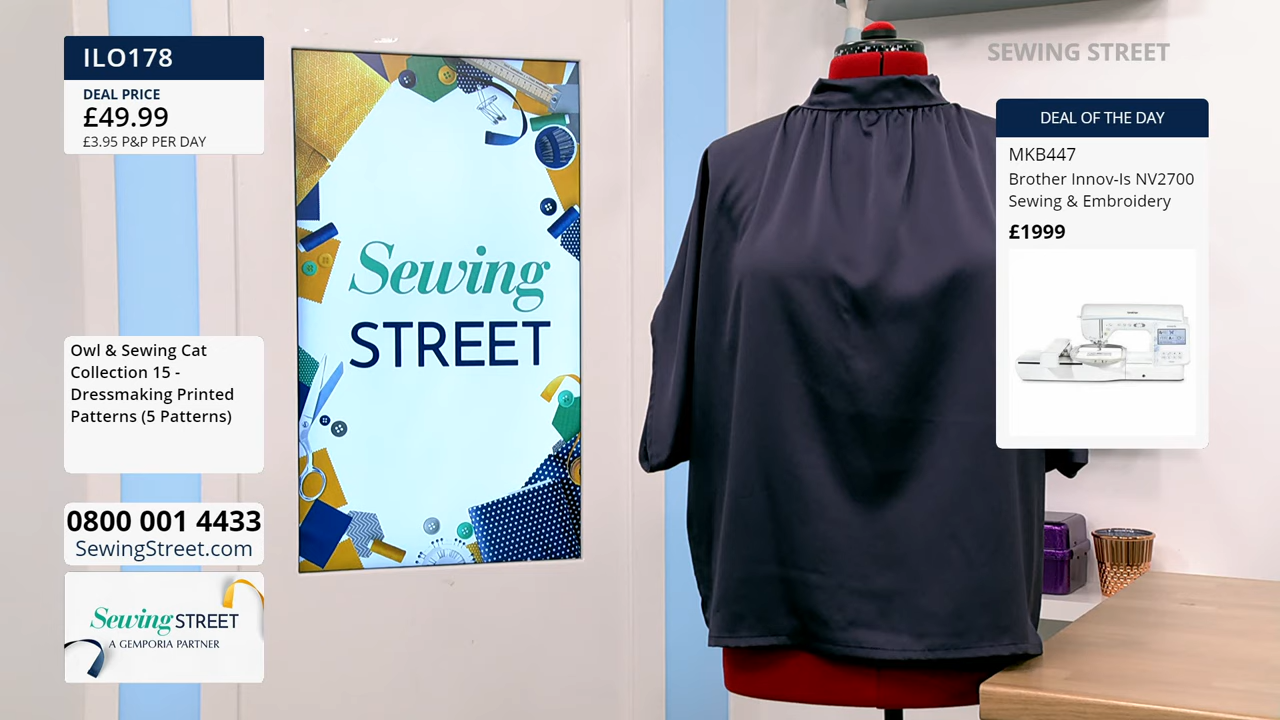 ILO178
DEAL PRICE
£49.99
£3.95 P&P PER DAY
Owl & Sewing Cat
Collection 15 -
Dressmaking Printed
Patterns (5 Patterns)
0800 001 4433
SewingStreet.com
Sewing STREET
A GEMPORIA PARTNER
Sewing
STREET
SEWING STREET
DEAL OF THE DAY
MKB447
Brother Innov-Is NV2700
Sewing & Embroidery
£1999